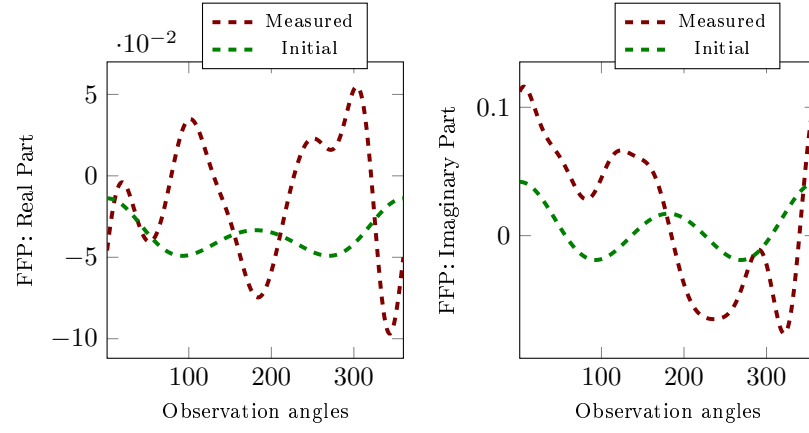 Measured
Initial
·10−2
5
0
−5
−10
100
200
300
FFP: Real Part
Observation angles
Measured
Initial
0.1
0
100
200
300
FFP: Imaginary Part
Observation angles